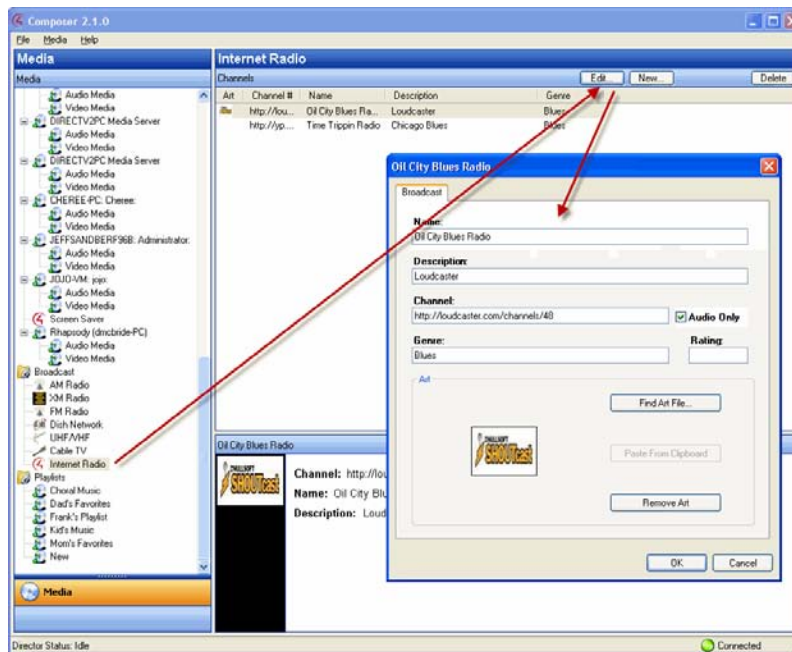 Composer 2.1.0
File Media Help
Media
Media
Audio Media
Video Media
DIRECTV2PC Media Server
Audio Media
Video Media
DIRECTV2PC Media Server
Audio Media
Video Media
CHEREE-PC: Cheree:
Audio Media
Video Media
JEFFSANDBERF96B: Administrator:
Audio Media
Video Media
JOJO-VM: jojo:
Audio Media
Video Media
Screen Saver
Rhapsody (dmcbride-PC)
Audio Media
Video Media
Broadcast
AM Radio
XM Radio
FM Radio
Dish Network
UHF/VHF
Cable TV
Internet Radio
Playlists
Choral Music
Dad's Favorites
Frank's Playlist
Kid's Music
Mom's Favorites
New
Media
Director Status: Idle
Internet Radio
Channels Edit... New... Delete
Art Channel # Name Description Genre
http://lou... Oil City Blues Ra... Loudcaster Blues
http://yp.... Time Trippin Radio Chicago Blues Blues
Oil City Blues Radio
Broadcast
Name:
Oil City Blues Radio
Description:
Loudcaster
Channel:
http://loudcaster.com/channels/48 Audio Only
Genre: Rating:
Blues
Art
Find Art File...
NULLSOFT
SHOUTcast
Paste From Clipboard
Remove Art
OK Cancel
Oil City Blues Radio
NULLSOFT
SHOUTcast
Channel: http://lou
Name: Oil City Blu
Description: Loud
Connected